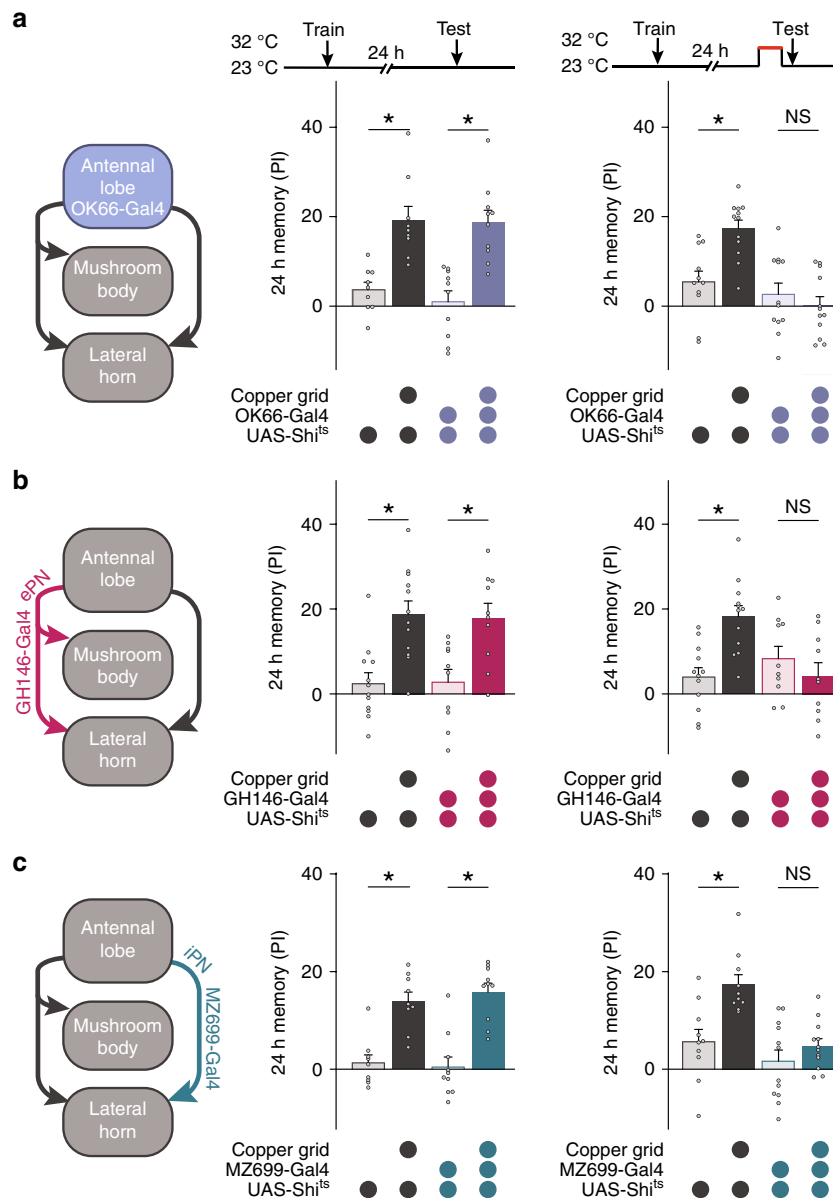 a
Train
Test
32 °C
24 h
23 °C
Train
Test
32 °C
24 h
23 °C
Antennal
lobe
OK66-Gal4
Mushroom
body
Lateral
horn
24 h memory (PI)
40
20
0
*
*
Copper grid
OK66-Gal4
UAS-Shi^ts
24 h memory (PI)
40
20
0
*
NS
Copper grid
OK66-Gal4
UAS-Shi^ts
b
Antennal
lobe
GH146-Gal4 ePN
Mushroom
body
Lateral
horn
24 h memory (PI)
40
20
0
*
*
Copper grid
GH146-Gal4
UAS-Shi^ts
24 h memory (PI)
40
20
0
*
NS
Copper grid
GH146-Gal4
UAS-Shi^ts
c
Antennal
lobe
iPN MZ699-Gal4
Mushroom
body
Lateral
horn
24 h memory (PI)
40
20
0
*
*
Copper grid
MZ699-Gal4
UAS-Shi^ts
24 h memory (PI)
40
20
0
*
NS
Copper grid
MZ699-Gal4
UAS-Shi^ts